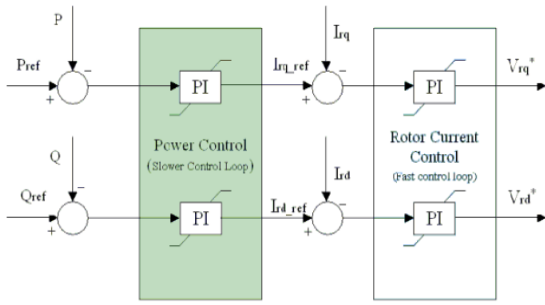 P
Pref
−
+
PI
Irq_ref
Irq
−
+
PI
Vrq*
Power Control
(Slower Control Loop)
Rotor Current
Control
(Fast control loop)
Q
Qref
−
+
PI
Ird_ref
Ird
−
+
PI
Vrd*